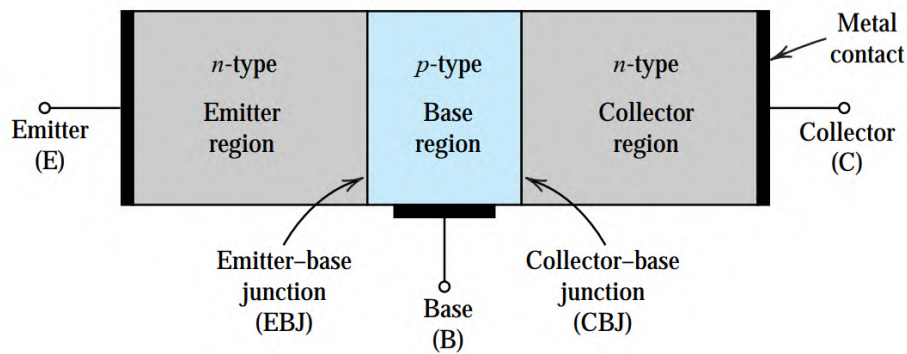 n-type
Emitter
region
p-type
Base
region
n-type
Collector
region
Metal
contact
Emitter
(E)
Collector
(C)
Emitter–base
junction
(EBJ)
Base
(B)
Collector–base
junction
(CBJ)